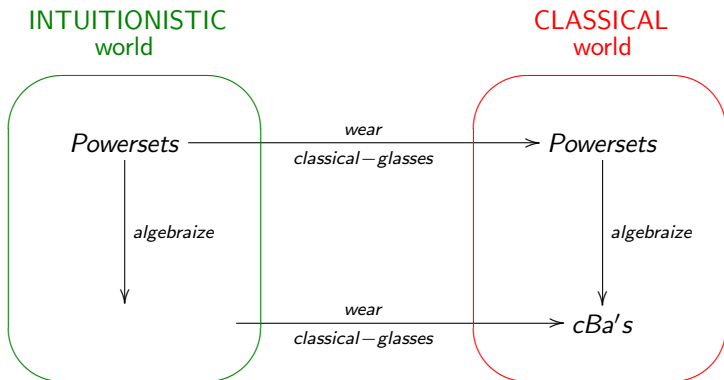 INTUITIONISTIC
world
CLASSICAL
world
Powersets
wear
classical−glasses
Powersets
algebraize
algebraize
wear
classical−glasses
cBa's